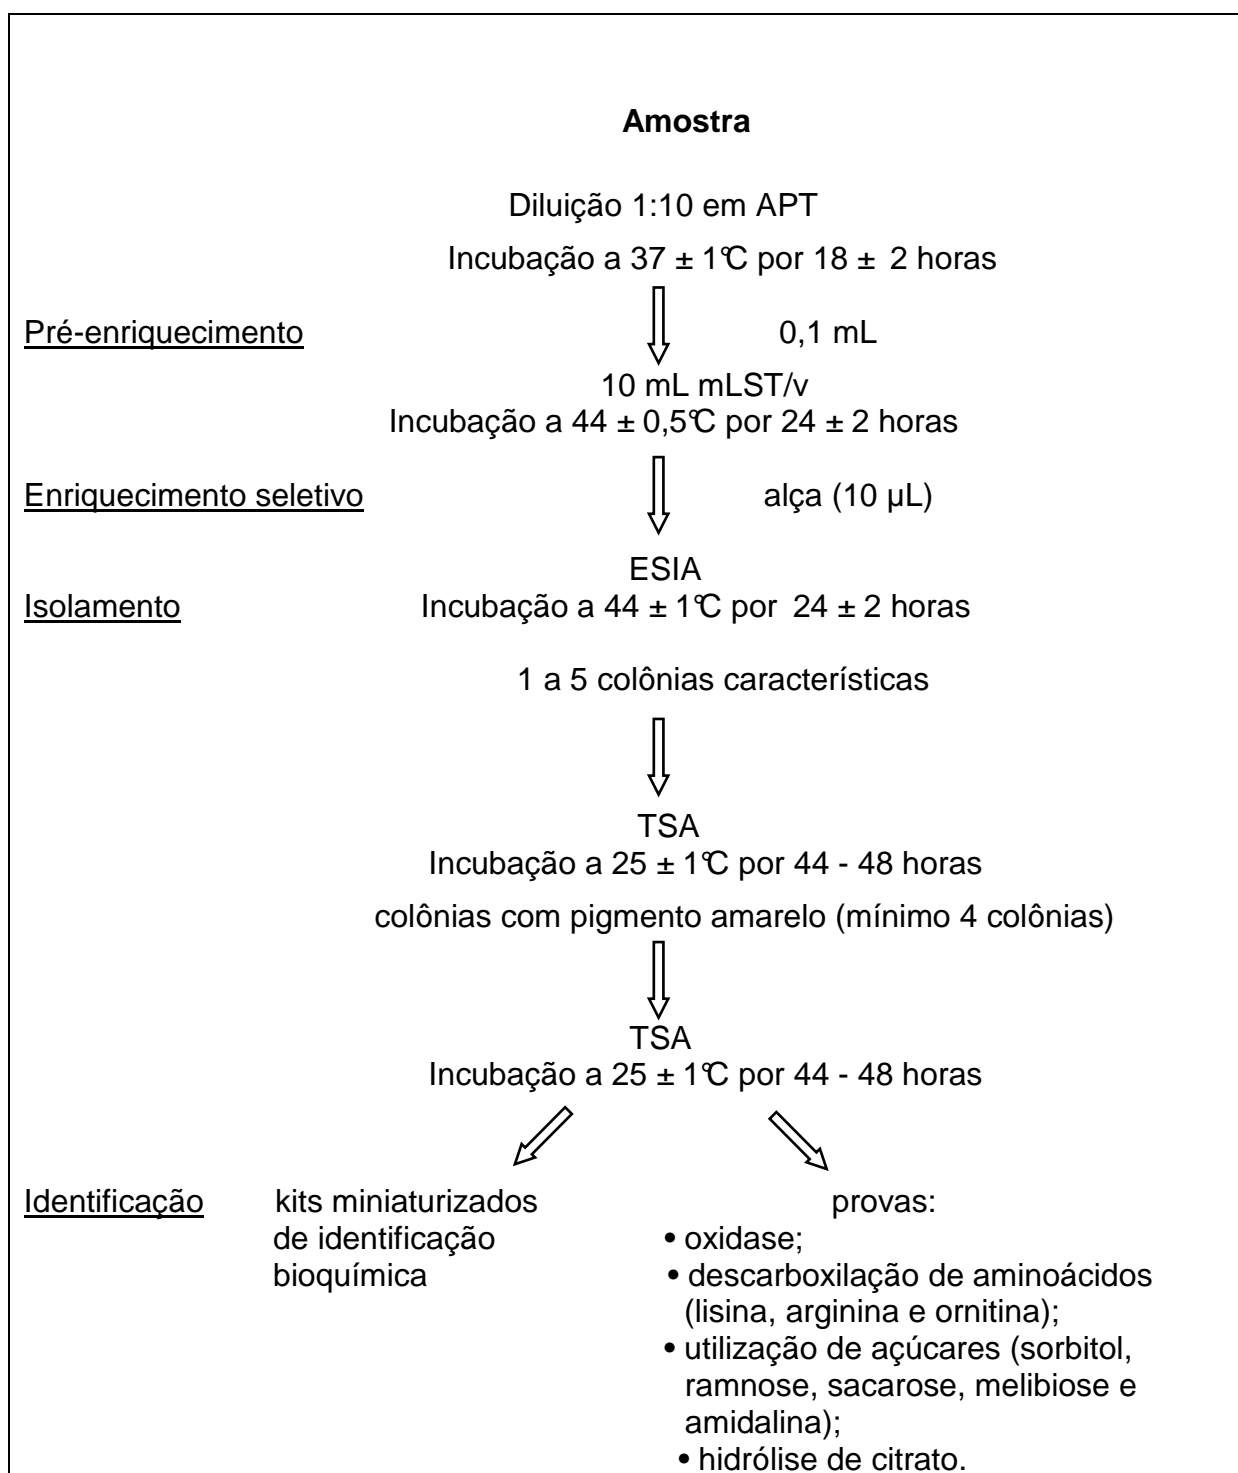 Amostra
Diluição 1:10 em APT
Incubação a 37 ± 1°C por 18 ± 2 horas
Pré-enriquecimento 0,1 mL
10 mL mLST/v
Incubação a 44 ± 0,5°C por 24 ± 2 horas
Enriquecimento seletivo alça (10 µL)
ESIA
Isolamento Incubação a 44 ± 1°C por 24 ± 2 horas
1 a 5 colônias características
TSA
Incubação a 25 ± 1°C por 44 - 48 horas
colônias com pigmento amarelo (mínimo 4 colônias)
TSA
Incubação a 25 ± 1°C por 44 - 48 horas
Identificação kits miniaturizados provas:
de identificação • oxidase;
bioquímica • descarboxilação de aminoácidos
(lisina, arginina e ornitina);
• utilização de açúcares (sorbitol,
ramnose, sacarose, melibiose e
amidalina);
• hidrólise de citrato.